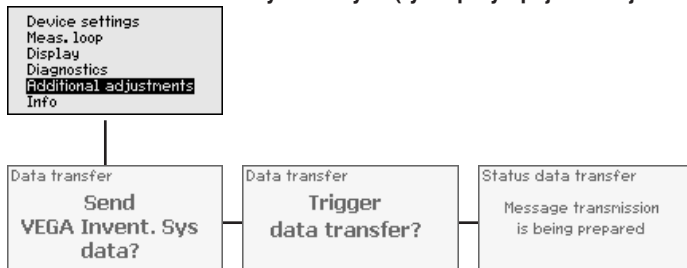 Device settings
Meas. loop
Display
Diagnostics
Additional adjustments
Info
Data transfer
Send
VEGA Invent. Sys
data?
Data transfer
Trigger
data transfer?
Status data transfer
Message transmission
is being prepared